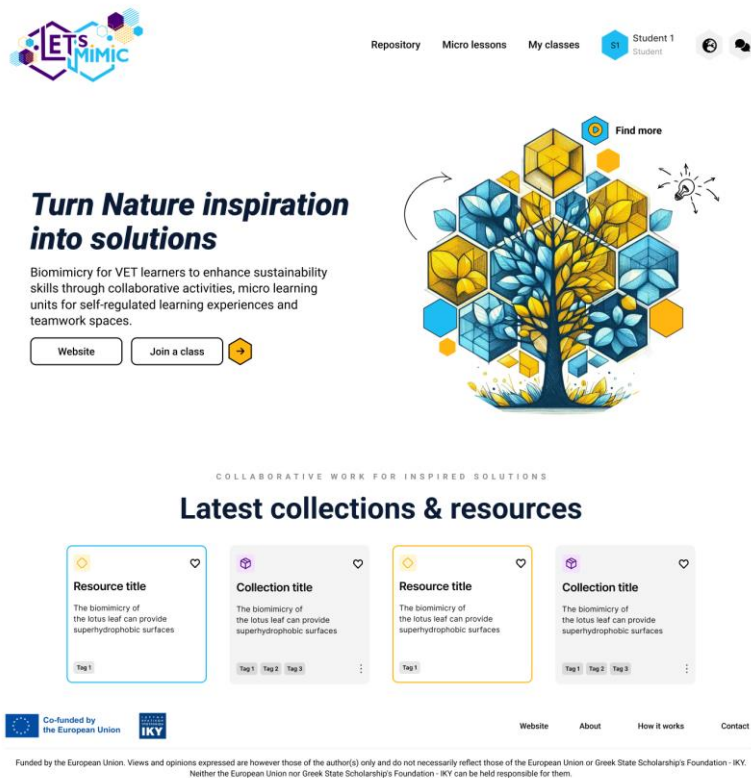 LET'S
MiMiC
Repository Micro lessons My classes S1 Student 1
Student
Find more
Turn Nature inspiration
into solutions
Biomimicry for VET learners to enhance sustainability
skills through collaborative activities, micro learning
units for self-regulated learning experiences and
teamwork spaces.
Website Join a class
COLLABORATIVE WORK FOR INSPIRED SOLUTIONS
Latest collections & resources
Resource title
The biomimicry of
the lotus leaf can provide
superhydrophobic surfaces
Tag 1
Collection title
The biomimicry of
the lotus leaf can provide
superhydrophobic surfaces
Tag 1 Tag 2 Tag 3
Resource title
The biomimicry of
the lotus leaf can provide
superhydrophobic surfaces
Tag 1
Collection title
The biomimicry of
the lotus leaf can provide
superhydrophobic surfaces
Tag 1 Tag 2 Tag 3
Co-funded by
the European Union
IKY
Website About How it works Contact
Funded by the European Union. Views and opinions expressed are however those of the author(s) only and do not necessarily reflect those of the European Union or Greek State Scholarship's Foundation - IKY.
Neither the European Union nor Greek State Scholarship's Foundation - IKY can be held responsible for them.